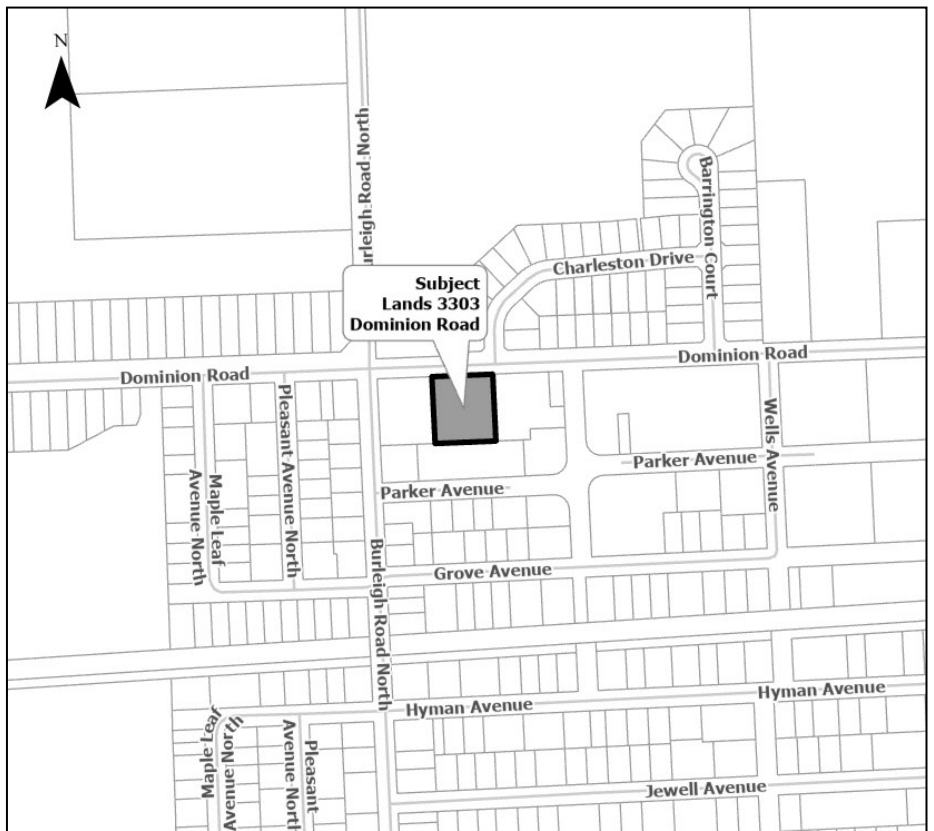 N
Burleigh Road North
Barrington Court
Charleston Drive
Subject
Lands 3303
Dominion Road
Dominion Road
Dominion Road
Pleasant Avenue North
Maple Leaf
Avenue North
Wells Avenue
Parker Avenue
Parker Avenue
Burleigh Road North
Grove Avenue
Hyman Avenue
Hyman Avenue
Maple Leaf
Avenue North
Pleasant
Avenue North
Jewell Avenue